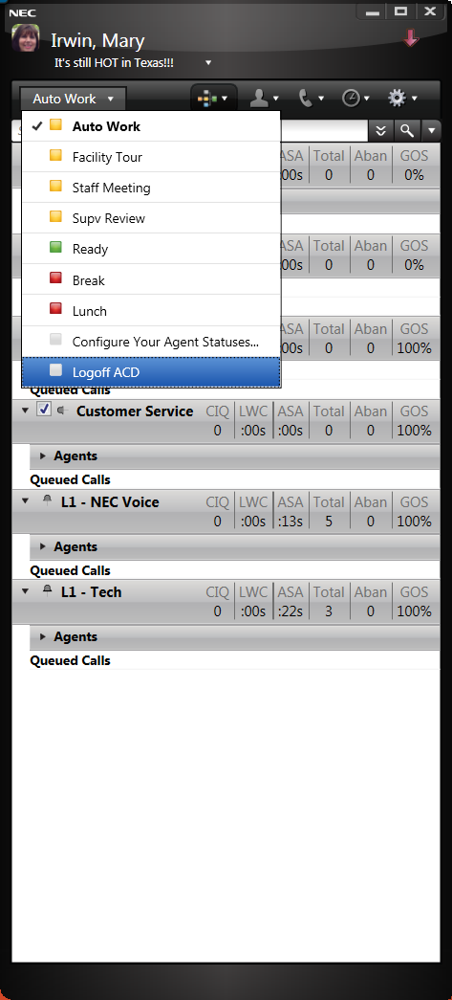 NEC
Irwin, Mary
It's still HOT in Texas!!!
Auto Work
Auto Work
Facility Tour
Staff Meeting
Supv Review
Ready
Break
Lunch
Configure Your Agent Statuses...
Logoff ACD
ASA Total Aban GOS
:00s 0 0 0%
ASA Total Aban GOS
:00s 0 0 0%
ASA Total Aban GOS
:00s 0 0 100%
Queued Calls
Customer Service CIQ LWC ASA Total Aban GOS
0 :00s :00s 0 0 100%
Agents
Queued Calls
L1 - NEC Voice CIQ LWC ASA Total Aban GOS
0 :00s :13s 5 0 100%
Agents
Queued Calls
L1 - Tech CIQ LWC ASA Total Aban GOS
0 :00s :22s 3 0 100%
Agents
Queued Calls